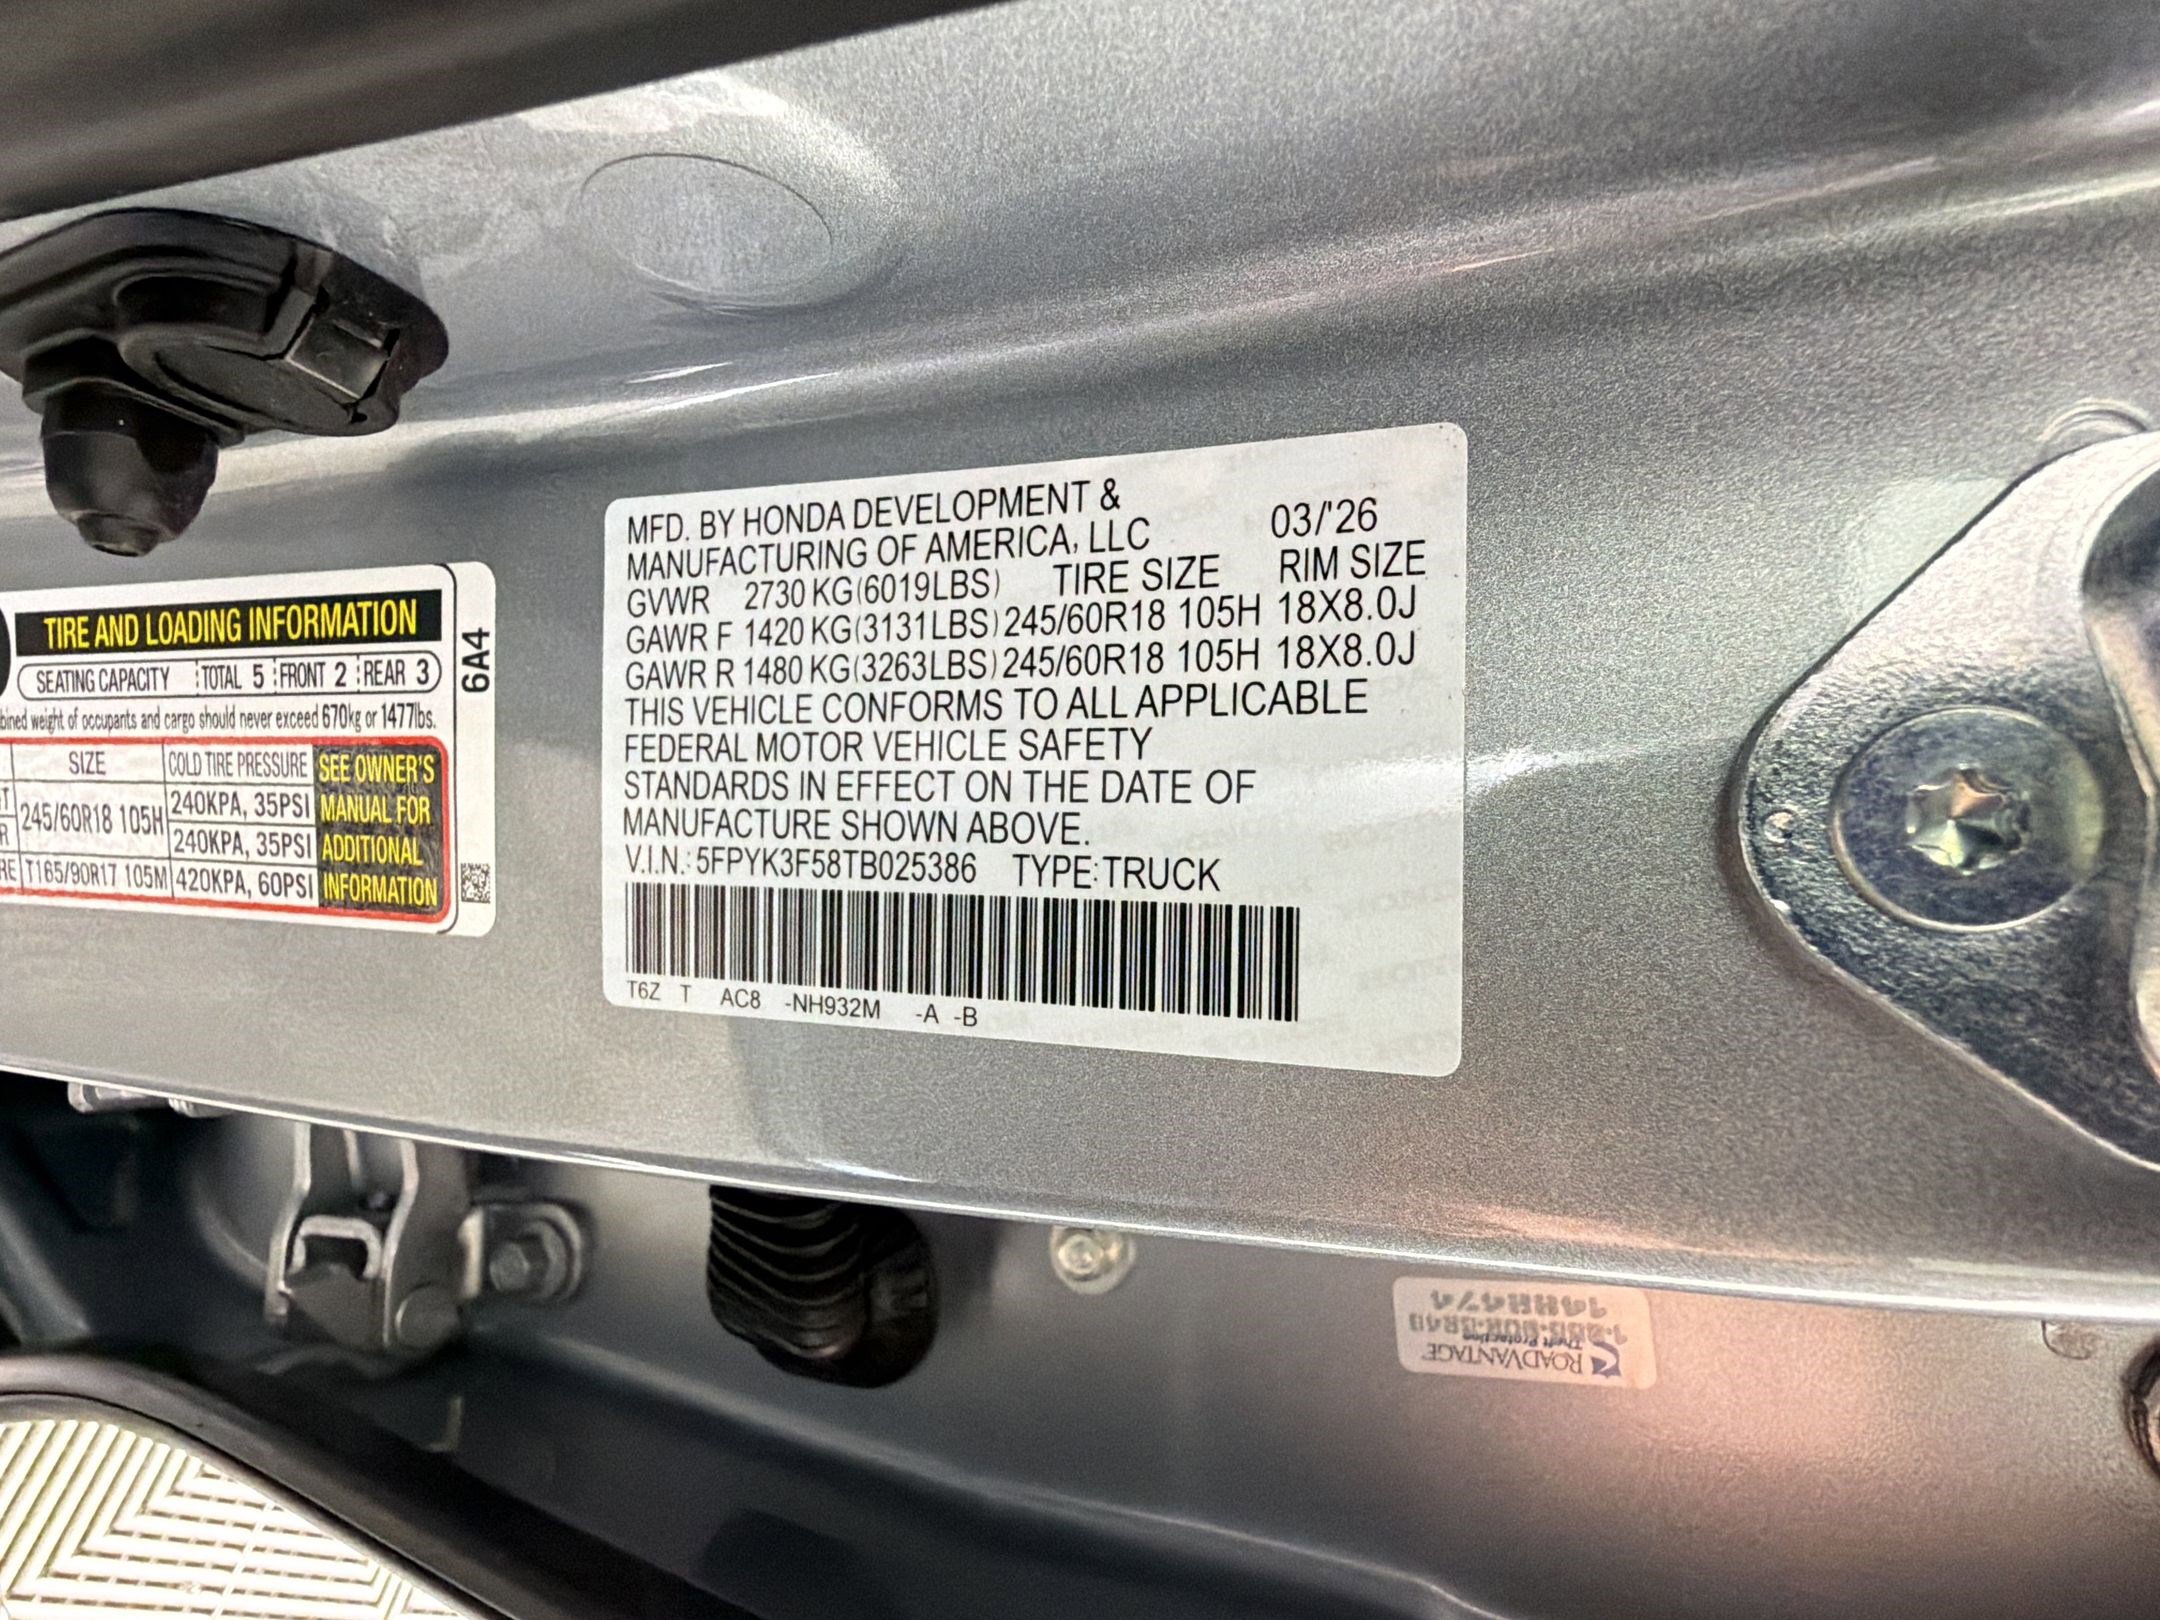 TIRE AND LOADING INFORMATION
SEATING CAPACITY TOTAL 5 FRONT 2 REAR 3
weight of occupants and cargo should never exceed 670kg or 1477lbs.
SIZE COLD TIRE PRESSURE SEE OWNER'S
245/60R18 105H 240KPA, 35PSI MANUAL FOR
240KPA, 35PSI ADDITIONAL
T165/90R17 105M 420KPA, 60PSI INFORMATION
6A4
MFD. BY HONDA DEVELOPMENT &
MANUFACTURING OF AMERICA, LLC 03/'26
GVWR 2730 KG(6019LBS) TIRE SIZE RIM SIZE
GAWR F 1420 KG(3131LBS) 245/60R18 105H 18X8.0J
GAWR R 1480 KG(3263LBS) 245/60R18 105H 18X8.0J
THIS VEHICLE CONFORMS TO ALL APPLICABLE
FEDERAL MOTOR VEHICLE SAFETY
STANDARDS IN EFFECT ON THE DATE OF
MANUFACTURE SHOWN ABOVE.
V.I.N.: 5FPYK3F58TB025386 TYPE:TRUCK
T6Z T AC8 -NH932M -A -B
ROADVANTAGE
Theft Protection